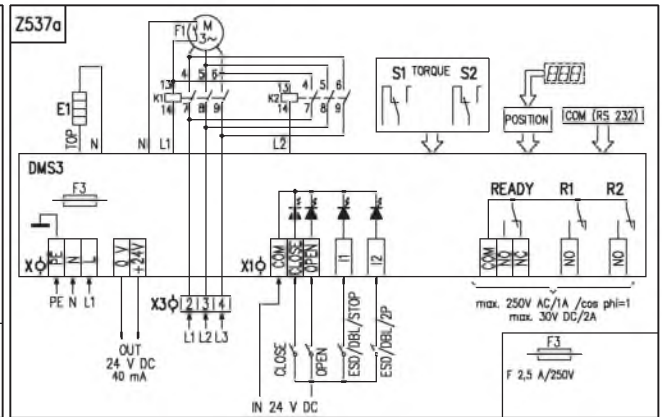 Z537a
F1 M 3~
4 5 6
13 K1 14
7 8 9
13 K2 14
4 5 6
7 8 9
E1
TOP N
N L1
L2
S1 TORQUE S2
POSITION
COM (RS 232)
DMS3
F3
READY R1 R2
X PE N L
0 V +24V
X1 COM CLOSE OPEN I1 I2
COM NO NC NO NO
PE N L1
X3 2 3 4
L1 L2 L3
OUT
24 V DC
40 mA
CLOSE
OPEN
ESD/DBL/STOP
ESD/DBL/2P
IN 24 V DC
max. 250V AC/1A /cos phi=1
max. 30V DC/2A
F3
F 2,5 A/250V